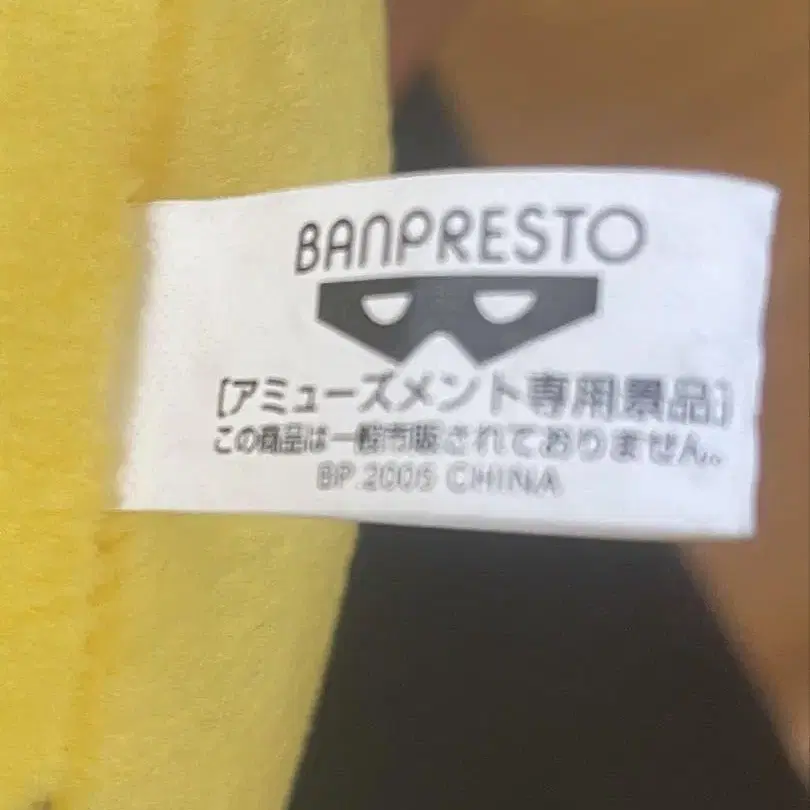 BANPRESTO
[アミューズメント専用景品]
この商品は一般市販されておりません。
BP.2005 CHINA